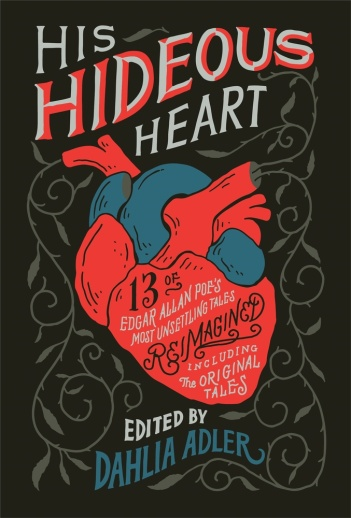 HIS
HIDEOUS
HEART
13 OF
EDGAR ALLAN POE'S
MOST UNSETTLING TALES
REIMAGINED
INCLUDING
The ORIGINAL
TALES
EDITED BY
DAHLIA ADLER